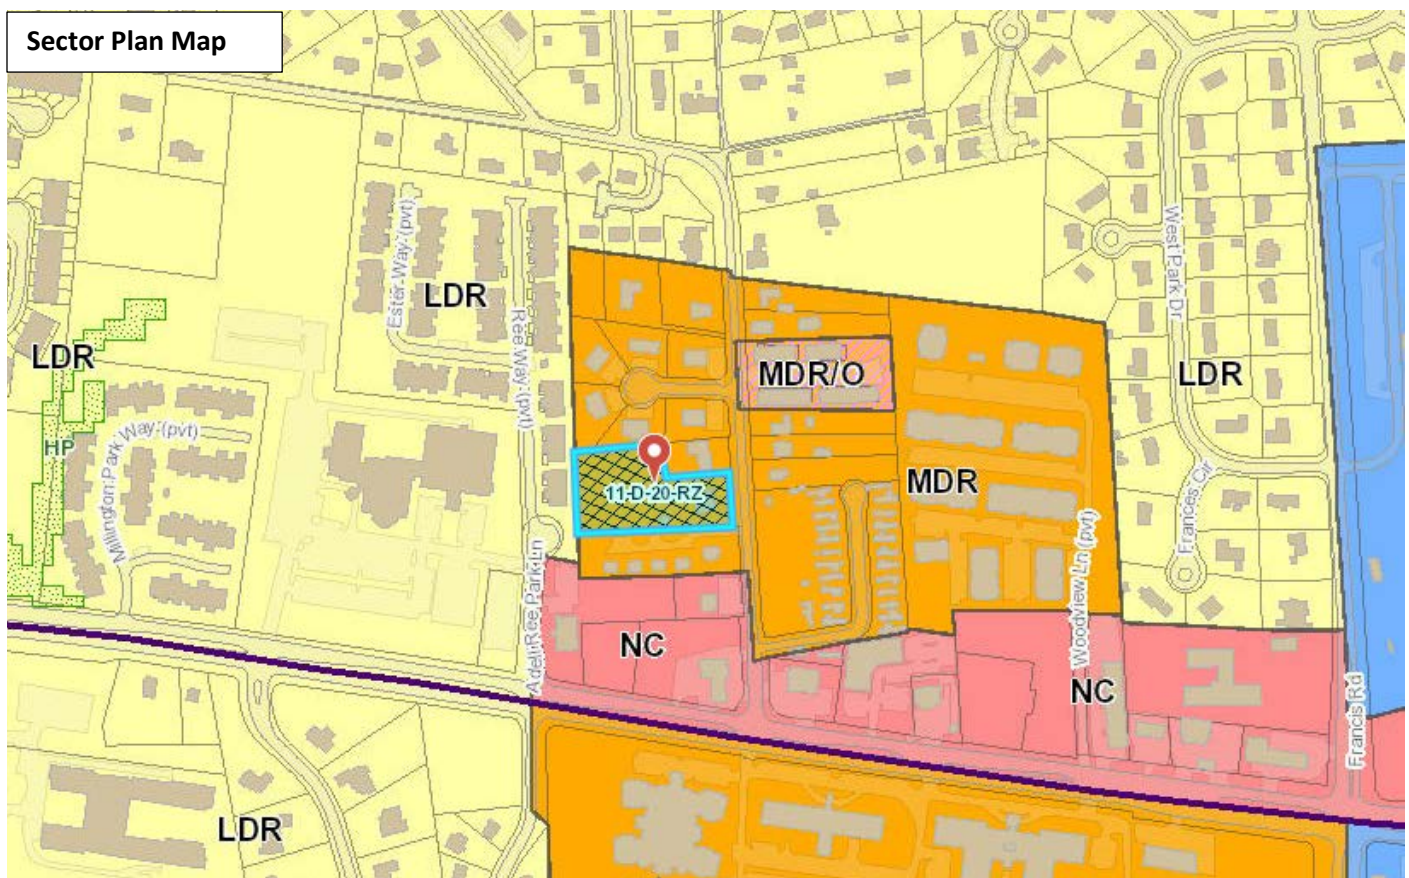 Sector Plan Map
LDR
Ester Way (pvt)
Ree Way (pvt)
West Park Dr
LDR
MDR/O
LDR
HP
Millington Park Way (pvt)
11-D-20-RZ
MDR
Frances Cir
Adell Ree Park Ln
Woodview Ln (pvt)
NC
NC
Francis Rd
LDR